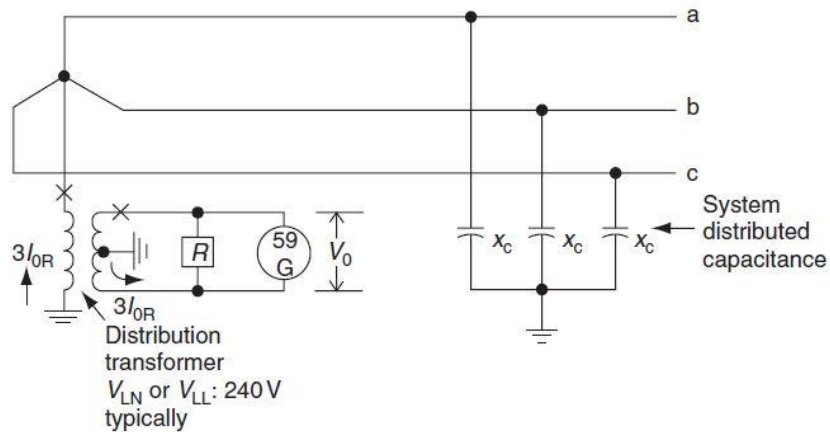 a
b
c
3I0R
R
59
G
V0
3I0R
xc
xc
xc
System
distributed
capacitance
Distribution
transformer
VLN or VLL: 240 V
typically